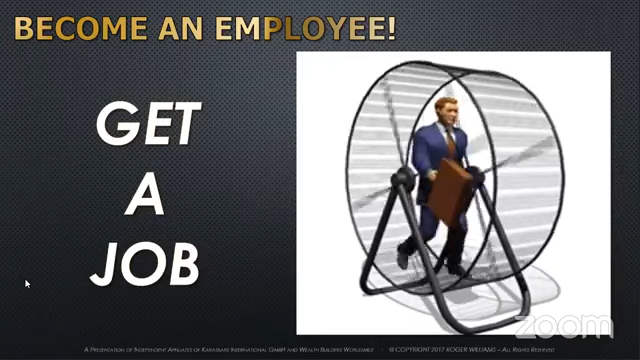 BECOME AN EMPLOYEE!
GET
A
JOB
zoom
A PRESENTATION OF INDEPENDENT AFFILIATES OF KARATBARS INTERNATIONAL GMBH AND WEALTH BUILDERS WORLDWIDE : © COPYRIGHT 2017 ROGER WILLIAMS – ALL RIGHTS RESERVED